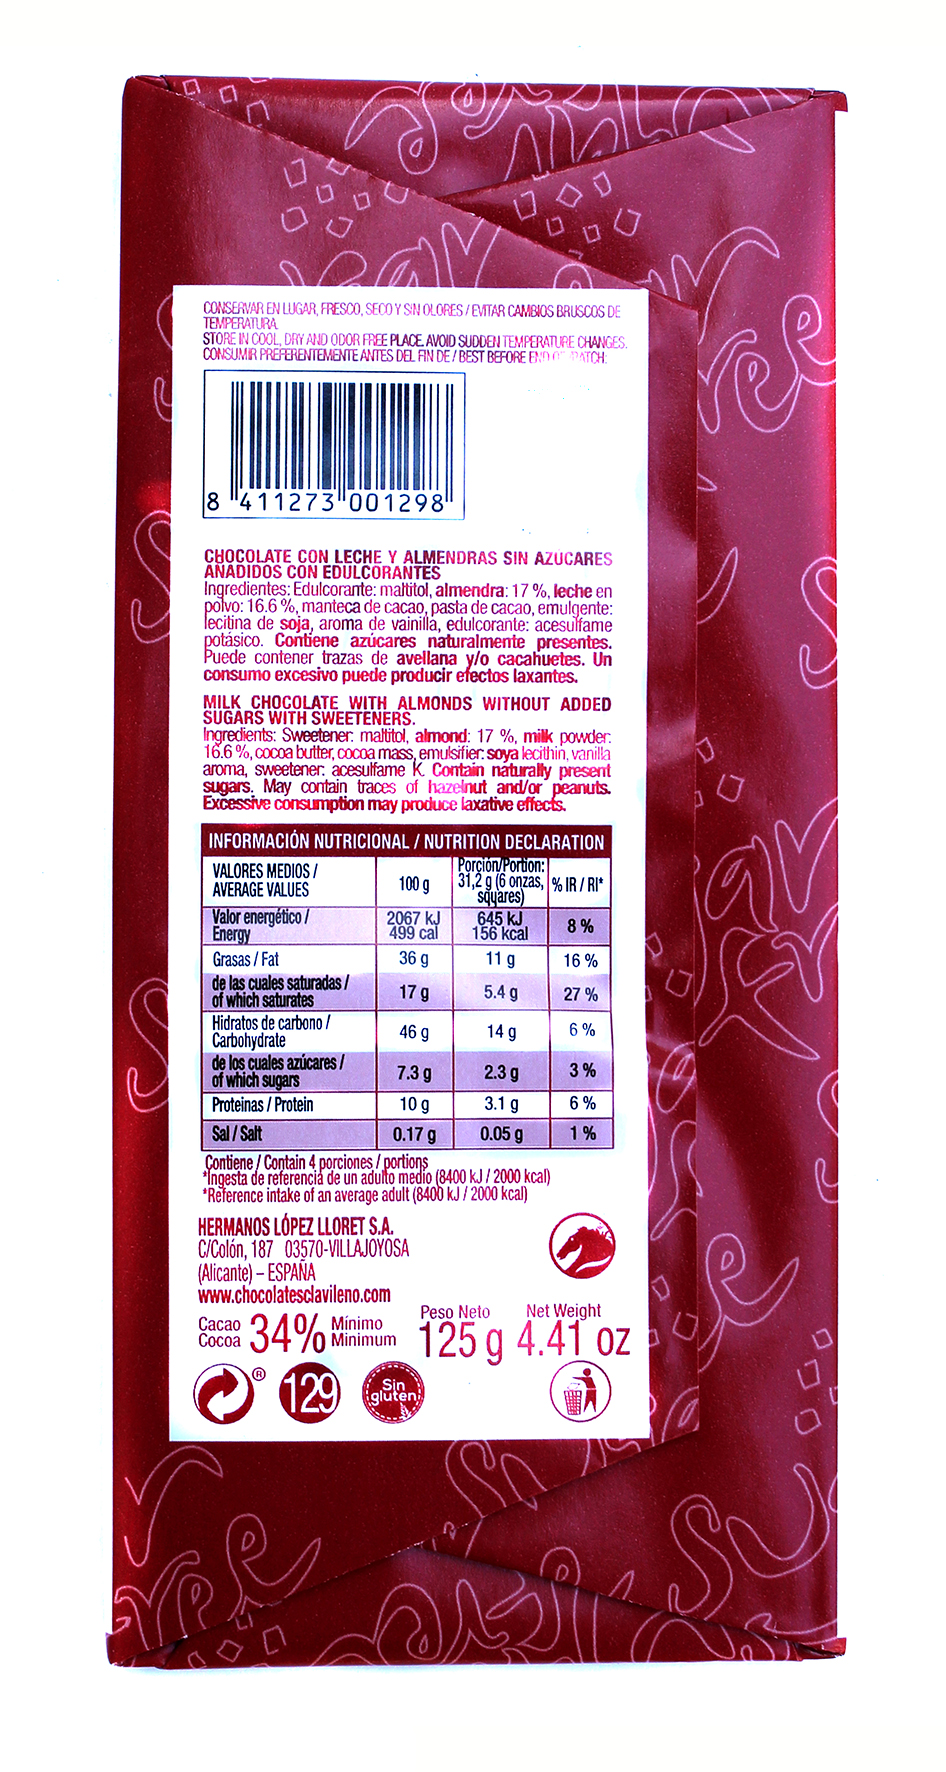 CONSERVAR EN LUGAR, FRESCO, SECO Y SIN OLORES / EVITAR CAMBIOS BRUSCOS DE
TEMPERATURA.
STORE IN COOL, DRY AND ODOR FREE PLACE. AVOID SUDDEN TEMPERATURE CHANGES.
CONSUMIR PREFERENTEMENTE ANTES DEL FIN DE / BEST BEFORE END OF BATCH:
8 411273 001298
CHOCOLATE CON LECHE Y ALMENDRAS SIN AZÚCARES
AÑADIDOS CON EDULCORANTES
Ingredientes: Edulcorante: maltitol, almendra: 17 %, leche en
polvo: 16.6 %, manteca de cacao, pasta de cacao, emulgente:
lecitina de soja, aroma de vainilla, edulcorante: acesulfame
potásico. Contiene azúcares naturalmente presentes.
Puede contener trazas de avellana y/o cacahuetes. Un
consumo excesivo puede producir efectos laxantes.
MILK CHOCOLATE WITH ALMONDS WITHOUT ADDED
SUGARS WITH SWEETENERS.
Ingredients: Sweetener: maltitol, almond: 17 %, milk powder:
16.6 %, cocoa butter, cocoa mass, emulsifier: soya lecithin, vanilla
aroma, sweetener: acesulfame K. Contain naturally present
sugars. May contain traces of hazelnut and/or peanuts.
Excessive consumption may produce laxative effects.
INFORMACIÓN NUTRICIONAL / NUTRITION DECLARATION
VALORES MEDIOS / AVERAGE VALUES 100 g Porción/Portion: 31,2 g (6 onzas, squares) % IR / RI*
Valor energético / Energy 2067 kJ 499 cal 645 kJ 156 kcal 8 %
Grasas / Fat 36 g 11 g 16 %
de las cuales saturadas / of which saturates 17 g 5.4 g 27 %
Hidratos de carbono / Carbohydrate 46 g 14 g 6 %
de los cuales azúcares / of which sugars 7.3 g 2.3 g 3 %
Proteinas / Protein 10 g 3.1 g 6 %
Sal / Salt 0.17 g 0.05 g 1 %
Contiene / Contain 4 porciones / portions
*Ingesta de referencia de un adulto medio (8400 kJ / 2000 kcal)
*Reference intake of an average adult (8400 kJ / 2000 kcal)
HERMANOS LÓPEZ LLORET S.A.
C/Colón, 187 03570-VILLAJOYOSA
(Alicante) – ESPAÑA
www.chocolatesclavileno.com
Cacao Cocoa 34% Mínimo Minimum
Peso Neto Net Weight
125 g 4.41 oz
®
129
Sin
gluten